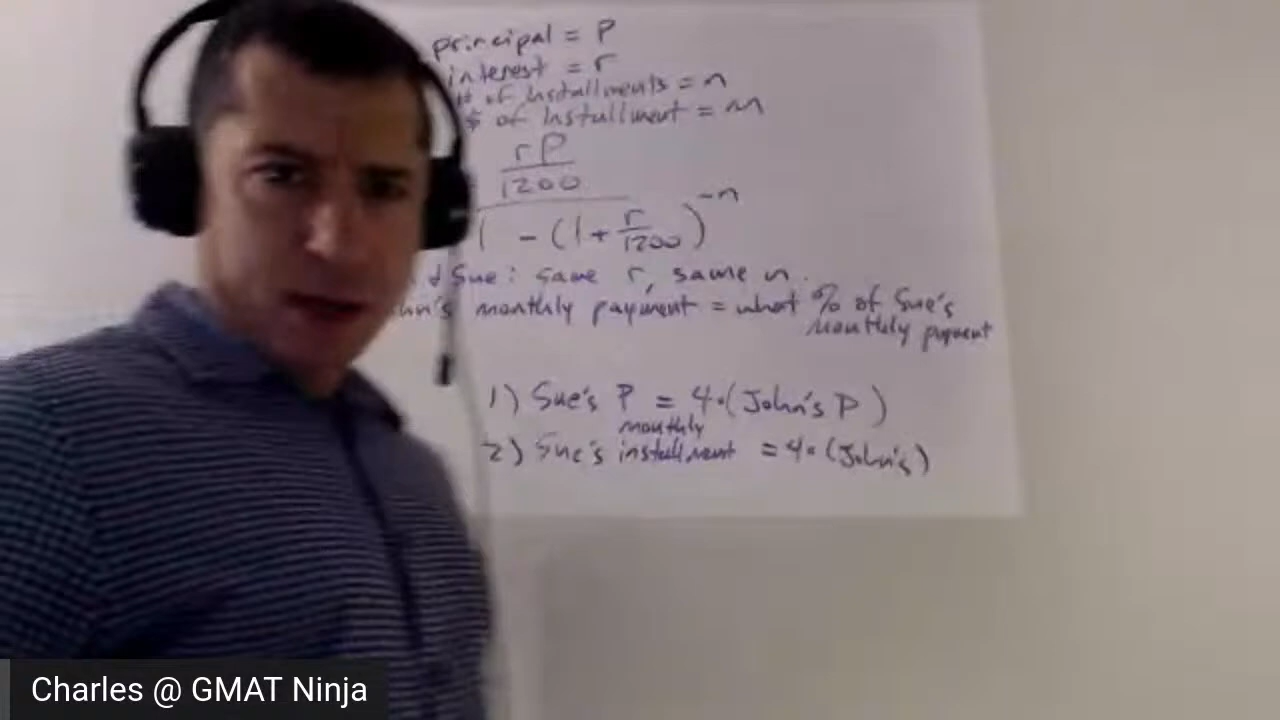 principal = P
interest = r
# of installments = n
$ of installment = m
rP
1200
1 - (1 + r/1200)^-n
& Sue: same r, same n.
hn's monthly payment = what % of Sue's
monthly payment
1) Sue's P = 4·(John's P)
monthly
2) Sue's installment = 4·(John's)
Charles @ GMAT Ninja